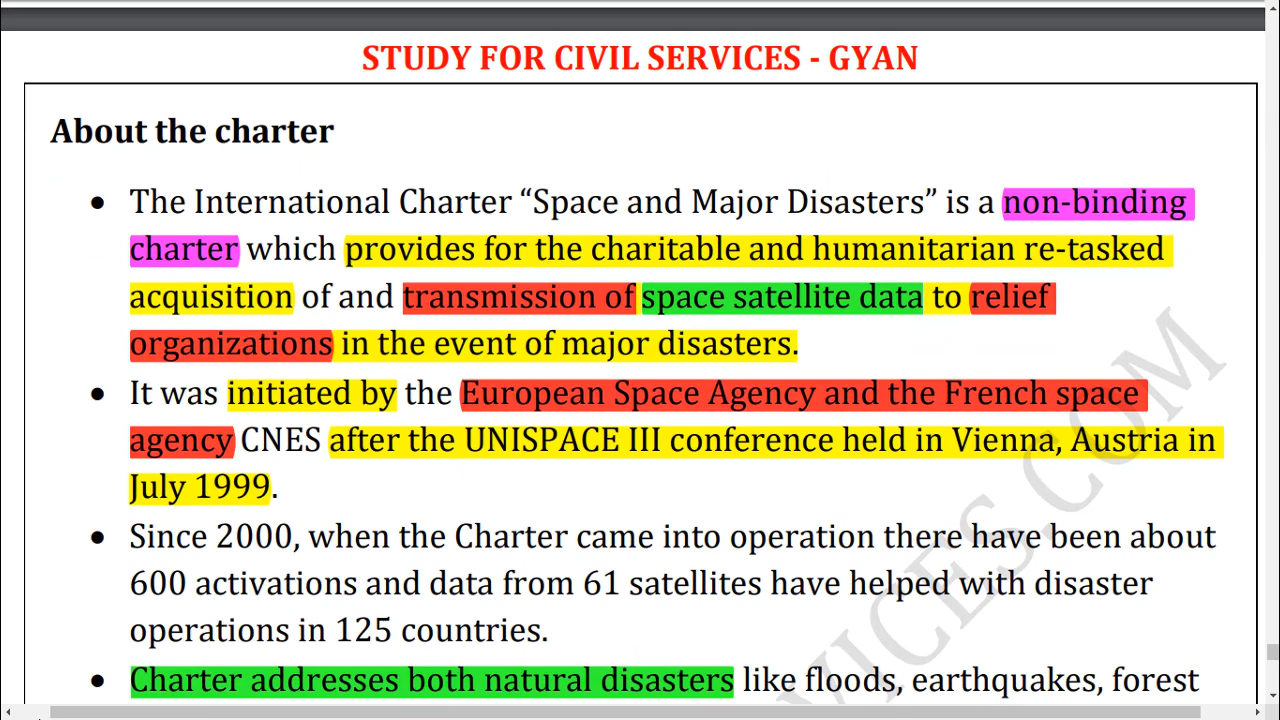 STUDY FOR CIVIL SERVICES - GYAN
About the charter
• The International Charter “Space and Major Disasters” is a non-binding
charter which provides for the charitable and humanitarian re-tasked
acquisition of and transmission of space satellite data to relief
organizations in the event of major disasters.
• It was initiated by the European Space Agency and the French space
agency CNES after the UNISPACE III conference held in Vienna, Austria in
July 1999.
• Since 2000, when the Charter came into operation there have been about
600 activations and data from 61 satellites have helped with disaster
operations in 125 countries.
• Charter addresses both natural disasters like floods, earthquakes, forest
VICES.COM